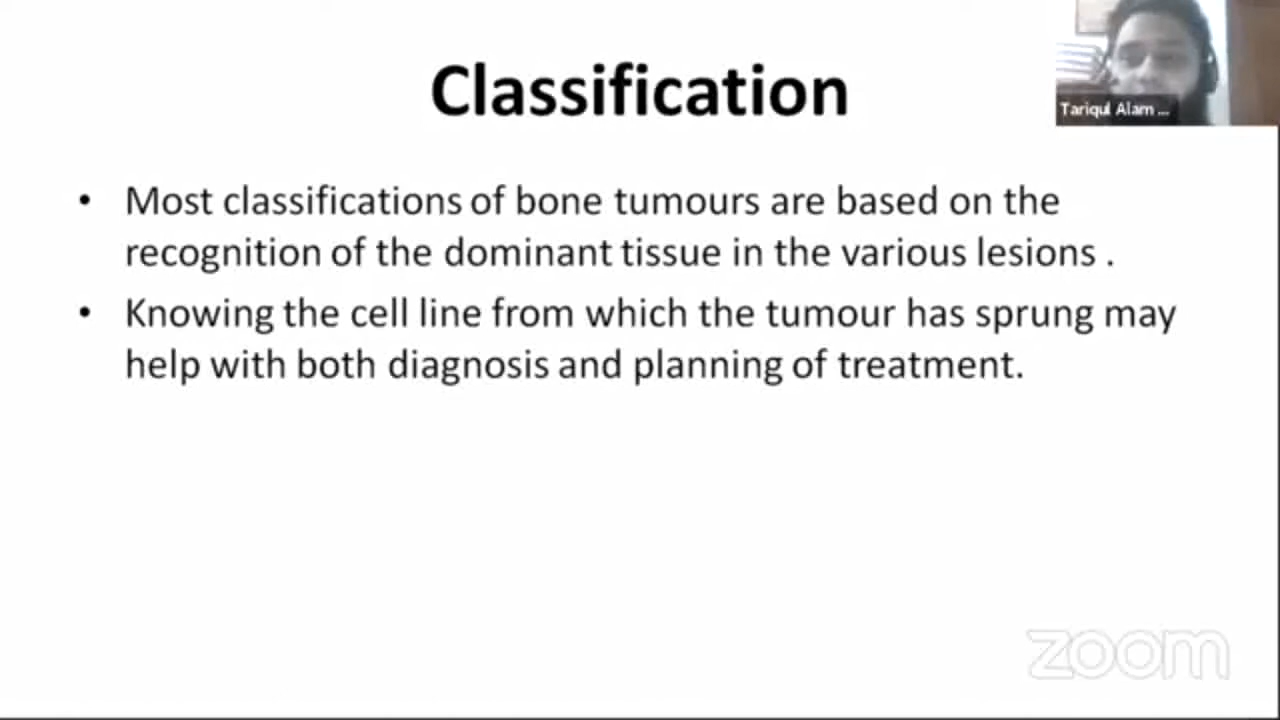 Classification
Tariqul Alam ...
• Most classifications of bone tumours are based on the
recognition of the dominant tissue in the various lesions .
• Knowing the cell line from which the tumour has sprung may
help with both diagnosis and planning of treatment.
zoom